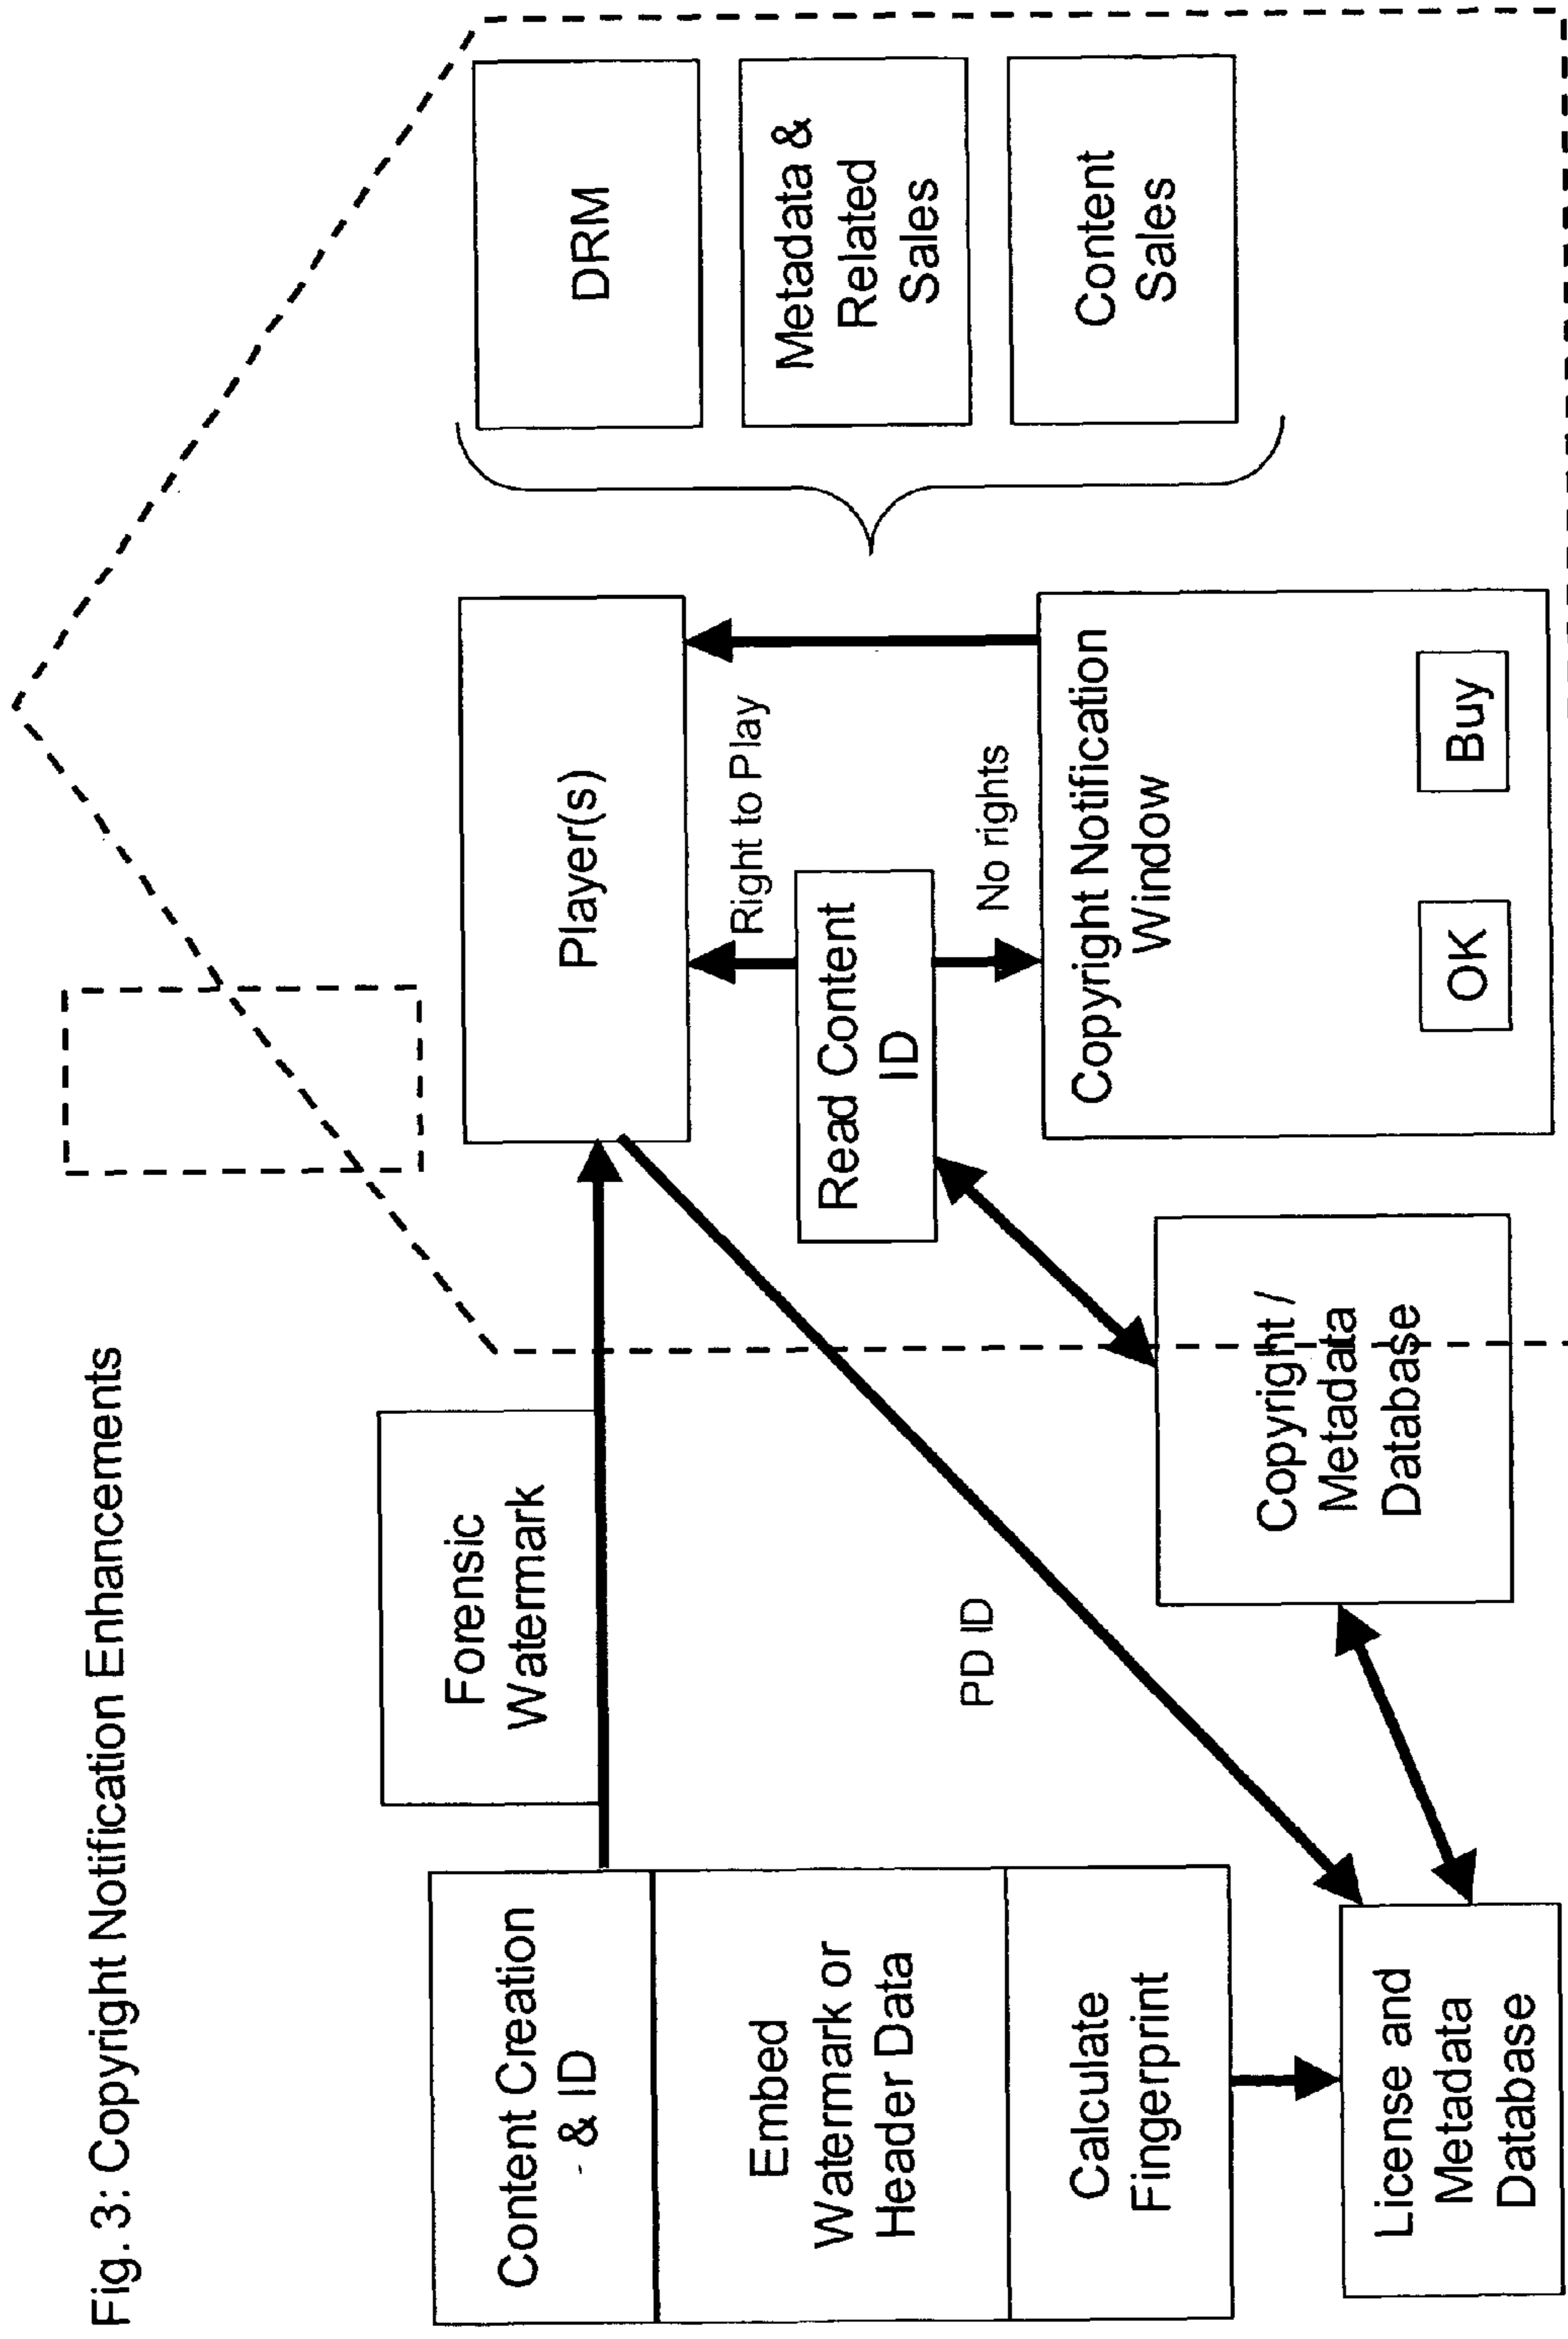 Fig. 3: Copyright Notification Enhancements
Content Creation
& ID
Embed
Watermark or
Header Data
Calculate
Fingerprint
License and
Metadata
Database
Forensic
Watermark
PD ID
Copyright /
Metadata
Database
Player(s)
Right to Play
Read Content
ID
No rights
Copyright Notification
Window
OK
Buy
DRM
Metadata &
Related
Sales
Content
Sales